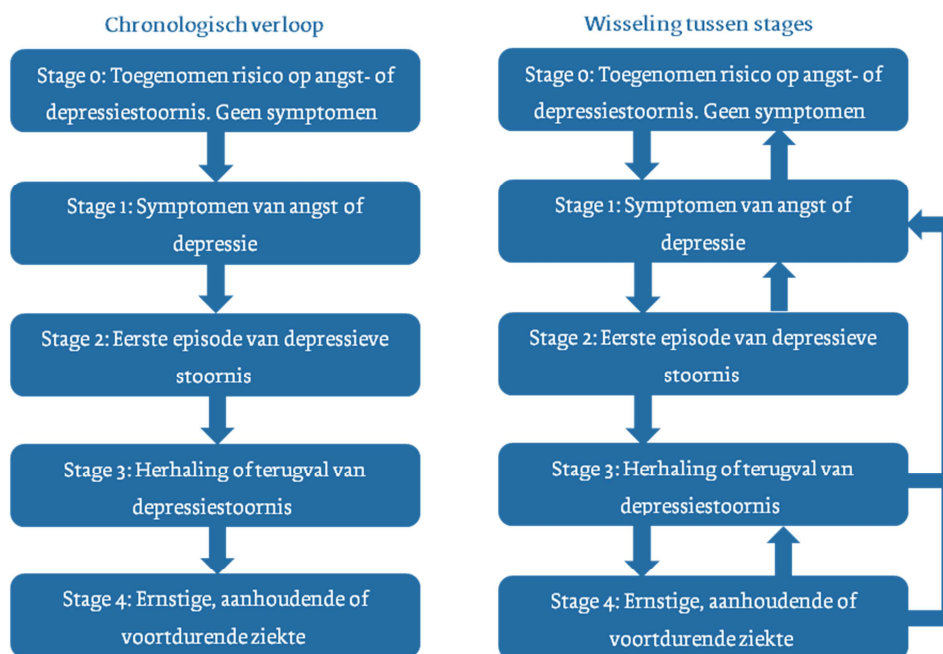 Chronologisch verloop
Stage 0: Toegenomen risico op angst- of
depressiestoornis. Geen symptomen
Stage 1: Symptomen van angst of
depressie
Stage 2: Eerste episode van depressieve
stoornis
Stage 3: Herhaling of terugval van
depressiestoornis
Stage 4: Ernstige, aanhoudende of
voortdurende ziekte
Wisseling tussen stages
Stage 0: Toegenomen risico op angst- of
depressiestoornis. Geen symptomen
Stage 1: Symptomen van angst of
depressie
Stage 2: Eerste episode van depressieve
stoornis
Stage 3: Herhaling of terugval van
depressiestoornis
Stage 4: Ernstige, aanhoudende of
voortdurende ziekte